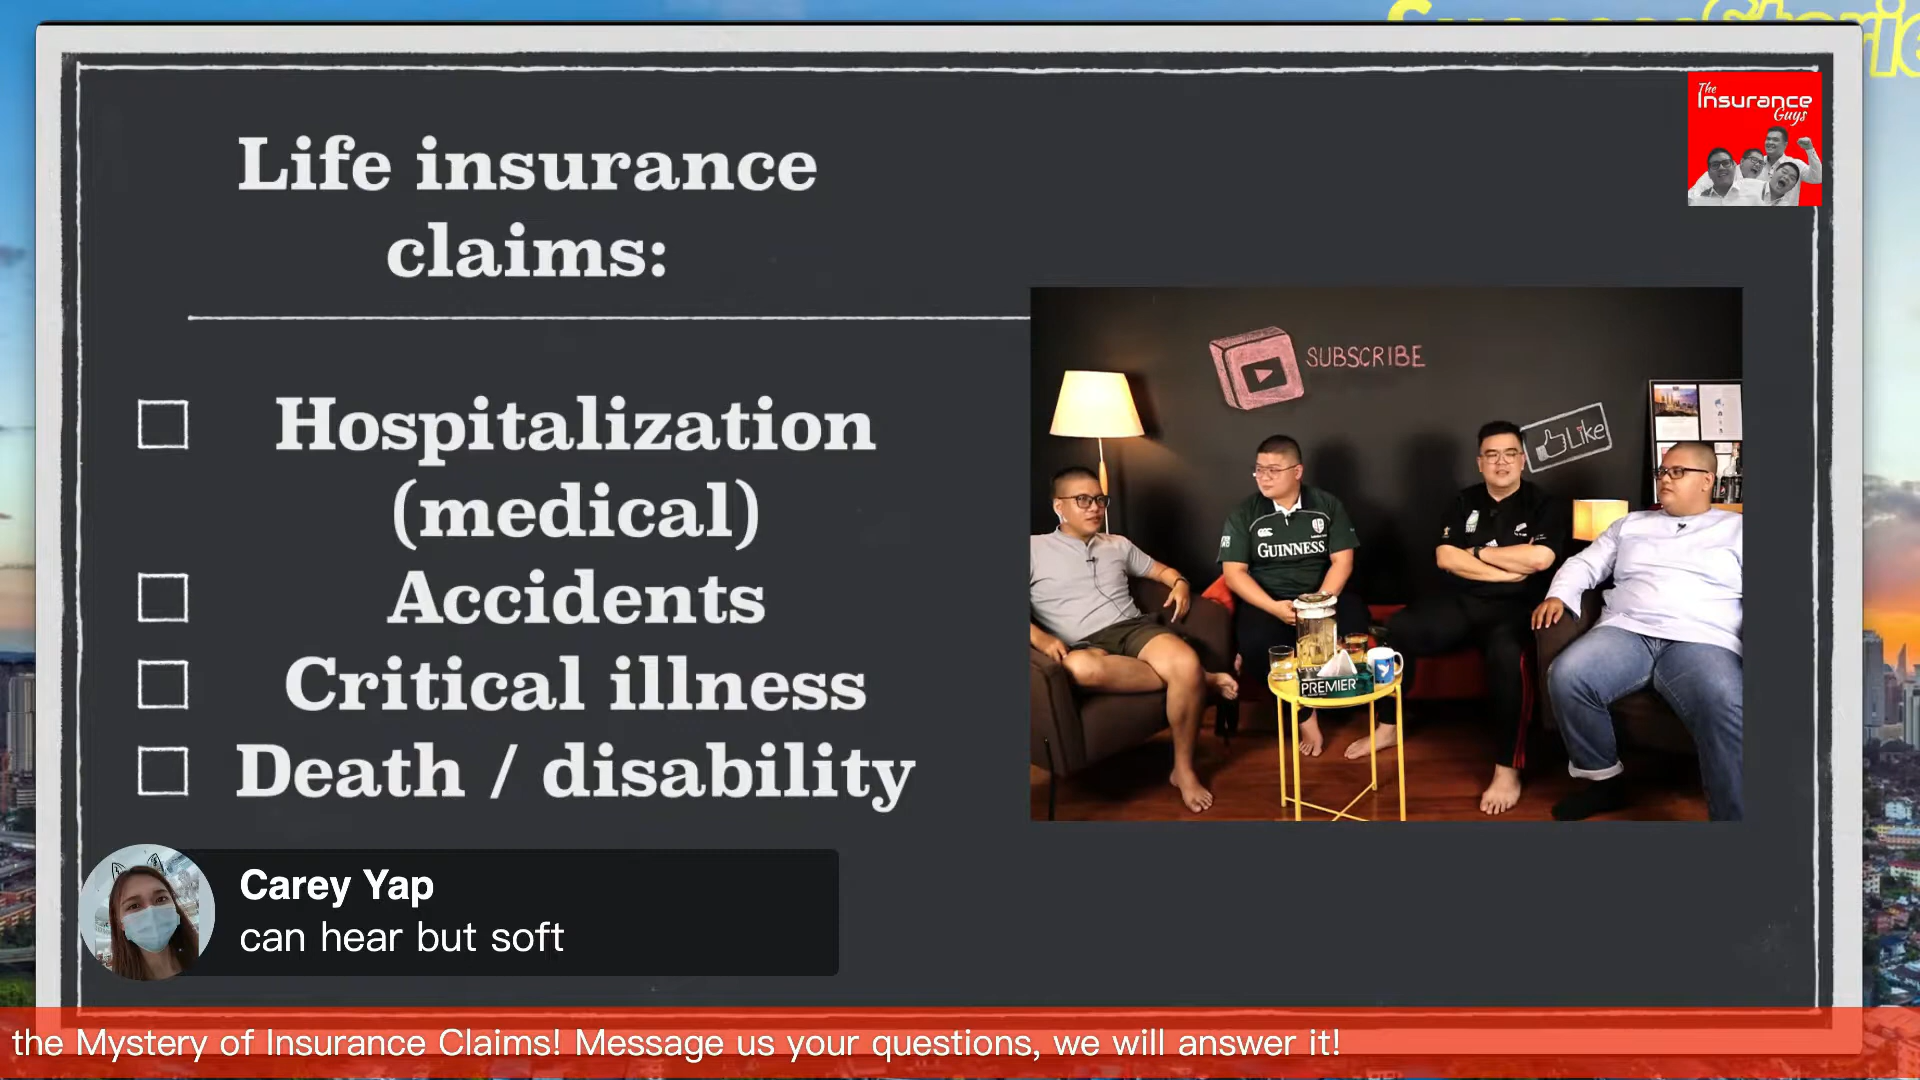 SuccessStories
The
Insurance
Guys
Life insurance
claims:
SUBSCRIBE
Like
GUINNESS
PREMIER
Hospitalization
(medical)
Accidents
Critical illness
Death / disability
Carey Yap
can hear but soft
the Mystery of Insurance Claims! Message us your questions, we will answer it!